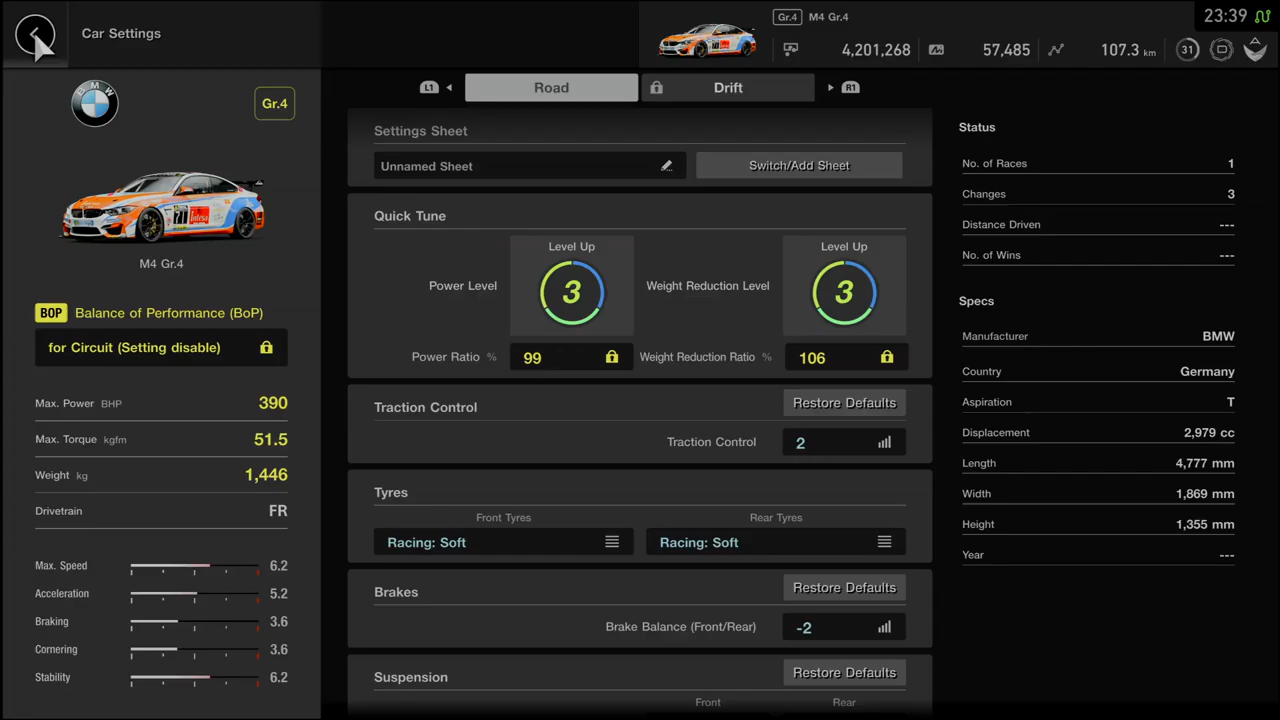 Car Settings
Gr.4 M4 Gr.4
23:39
4,201,268 57,485 107.3 km 31
BMW
Gr.4
M4 Gr.4
BOP Balance of Performance (BoP)
for Circuit (Setting disable)
Max. Power BHP 390
Max. Torque kgfm 51.5
Weight kg 1,446
Drivetrain FR
Max. Speed 6.2
Acceleration 5.2
Braking 3.6
Cornering 3.6
Stability 6.2
L1 Road Drift R1
Settings Sheet
Unnamed Sheet Switch/Add Sheet
Quick Tune
Level Up Level Up
Power Level 3 Weight Reduction Level 3
Power Ratio % 99 Weight Reduction Ratio % 106
Traction Control Restore Defaults
Traction Control 2
Tyres
Front Tyres Rear Tyres
Racing: Soft Racing: Soft
Brakes Restore Defaults
Brake Balance (Front/Rear) -2
Suspension Restore Defaults
Front Rear
Status
No. of Races 1
Changes 3
Distance Driven ---
No. of Wins ---
Specs
Manufacturer BMW
Country Germany
Aspiration T
Displacement 2,979 cc
Length 4,777 mm
Width 1,869 mm
Height 1,355 mm
Year ---